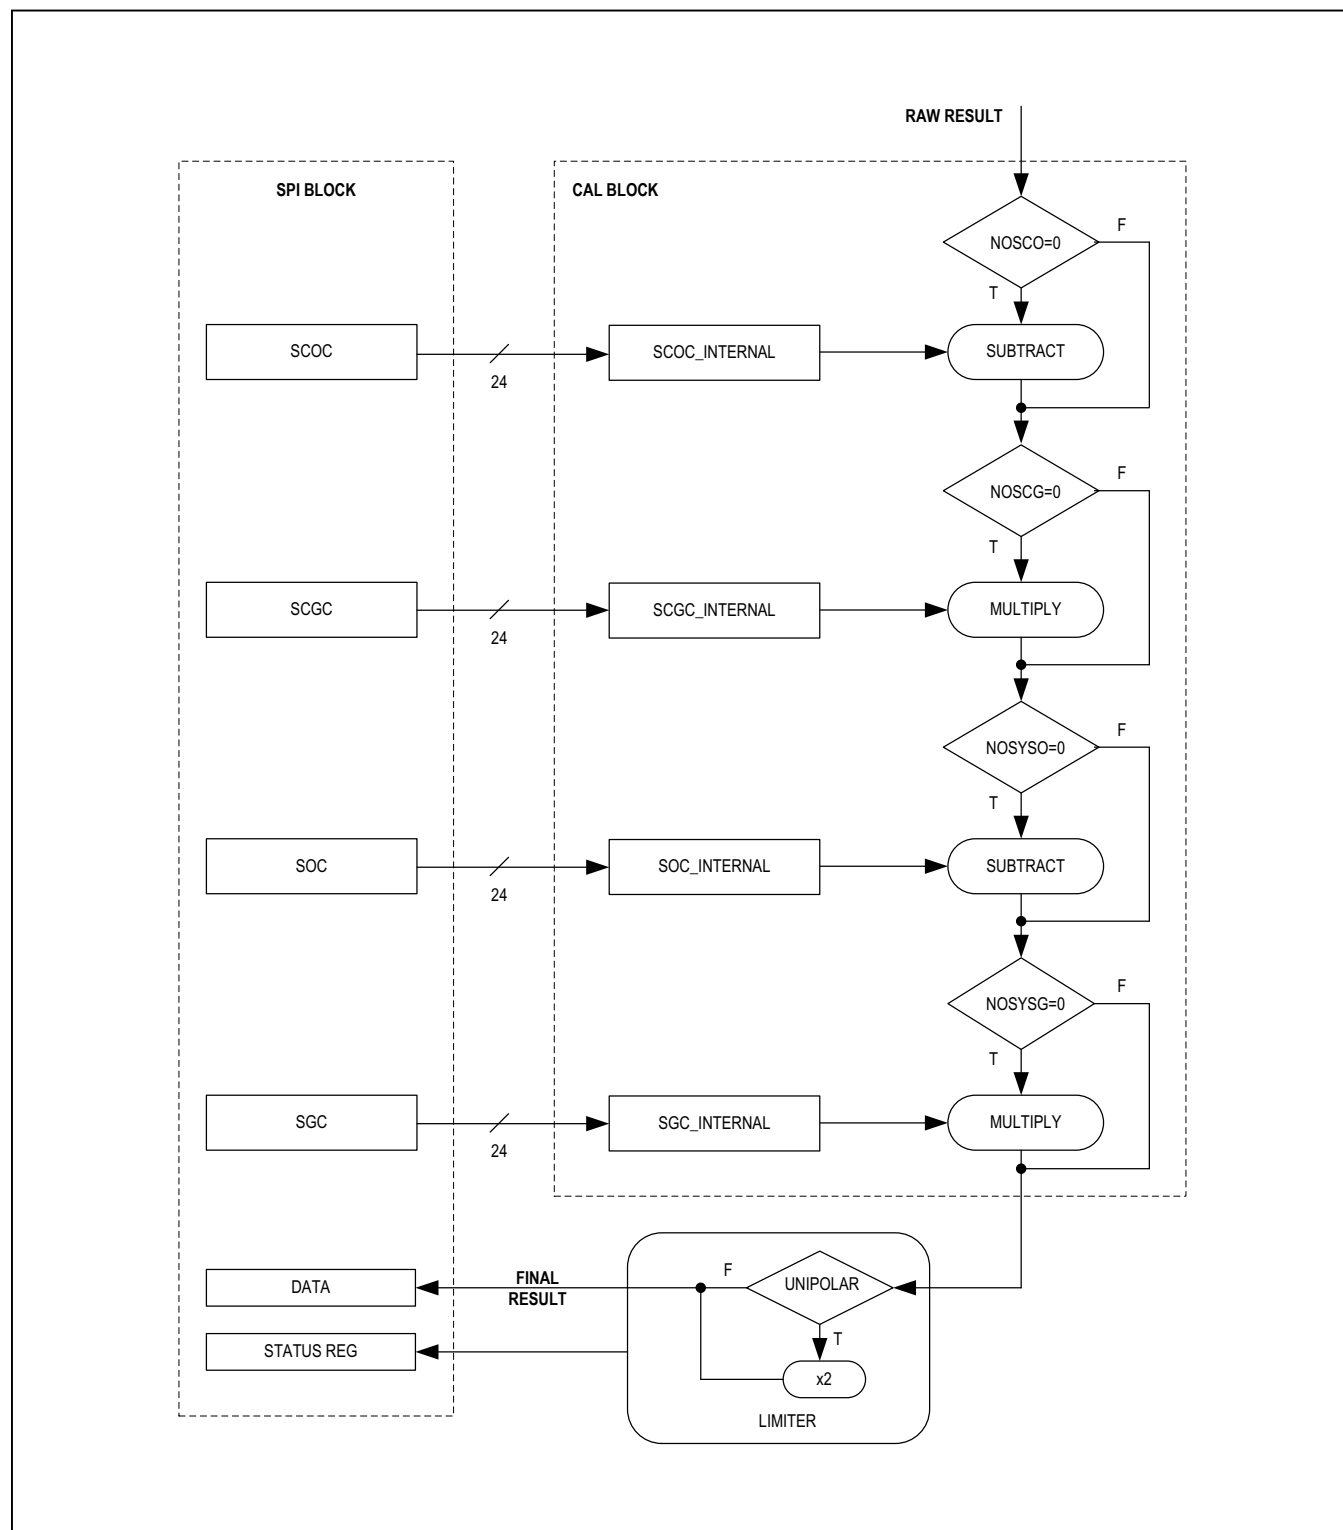 RAW RESULT
SPI BLOCK
CAL BLOCK
F
NOSCO=0
T
SCOC
24
SCOC_INTERNAL
SUBTRACT
F
NOSCG=0
T
SCGC
24
SCGC_INTERNAL
MULTIPLY
F
NOSYSO=0
T
SOC
24
SOC_INTERNAL
SUBTRACT
F
NOSYSG=0
T
SGC
24
SGC_INTERNAL
MULTIPLY
DATA
FINAL
RESULT
F
UNIPOLAR
T
STATUS REG
x2
LIMITER